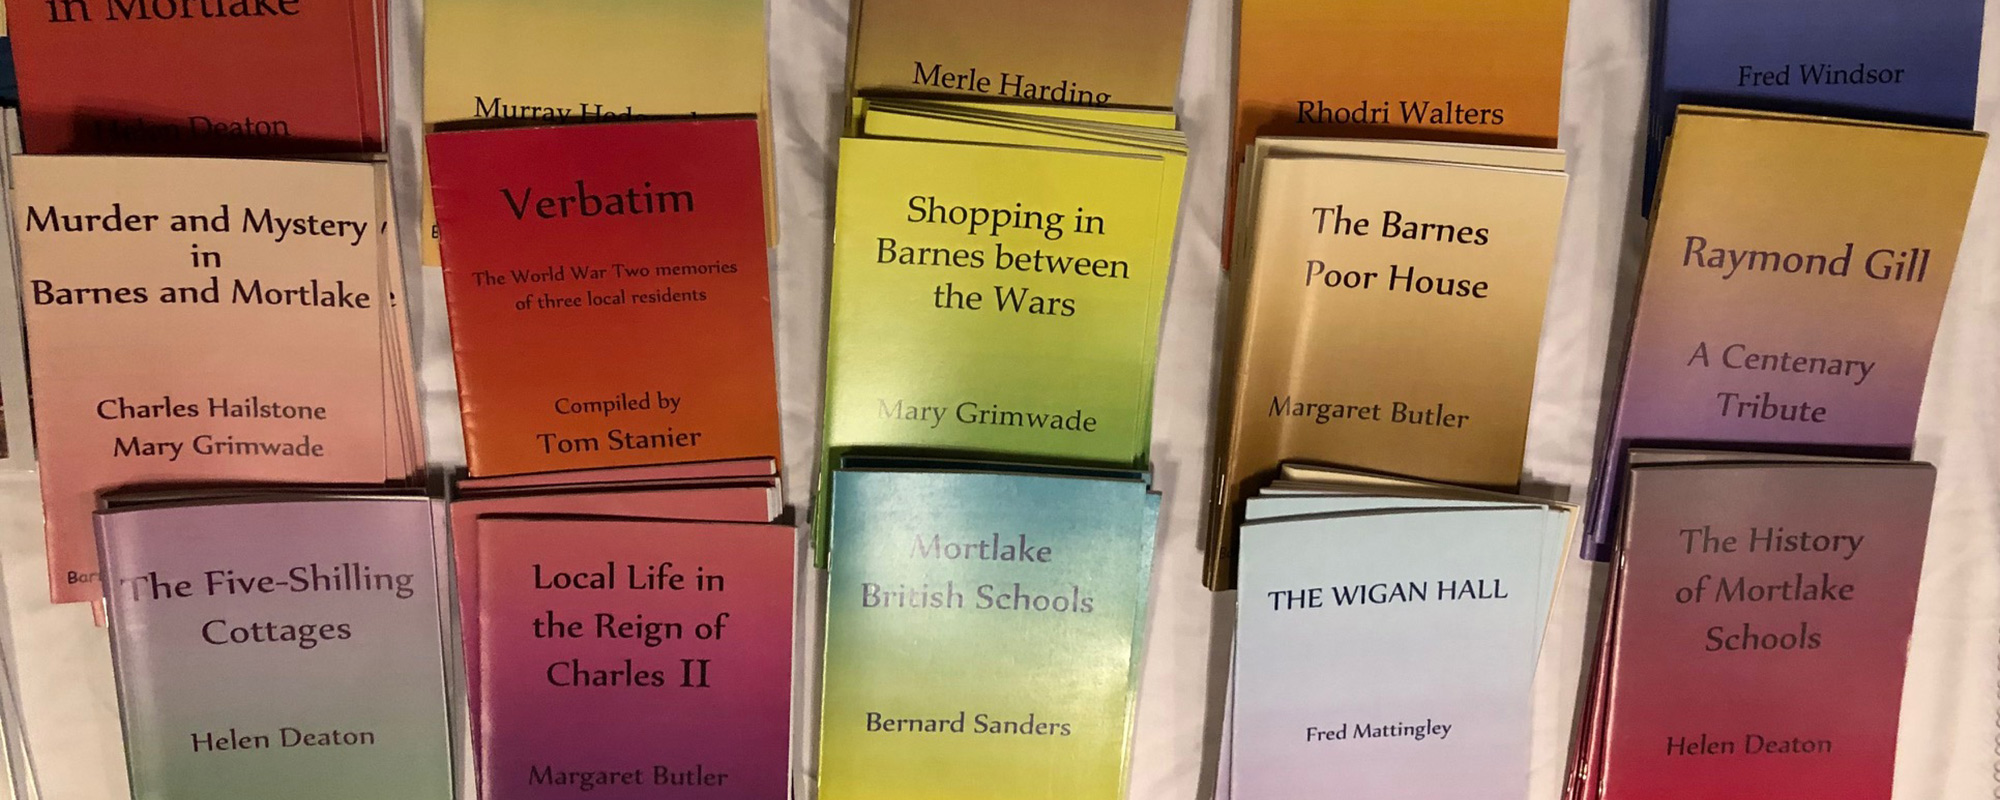 in Mortlake
Helen Deaton
Murray
Merle Harding
Rhodri Walters
Fred Windsor
Murder and Mystery
in
Barnes and Mortlake
Charles Hailstone
Mary Grimwade
Verbatim
The World War Two memories
of three local residents
Compiled by
Tom Stanier
Shopping in
Barnes between
the Wars
Mary Grimwade
The Barnes
Poor House
Margaret Butler
Raymond Gill
A Centenary
Tribute
The Five-Shilling
Cottages
Helen Deaton
Local Life in
the Reign of
Charles II
Margaret Butler
Mortlake
British Schools
Bernard Sanders
THE WIGAN HALL
Fred Mattingley
The History
of Mortlake
Schools
Helen Deaton